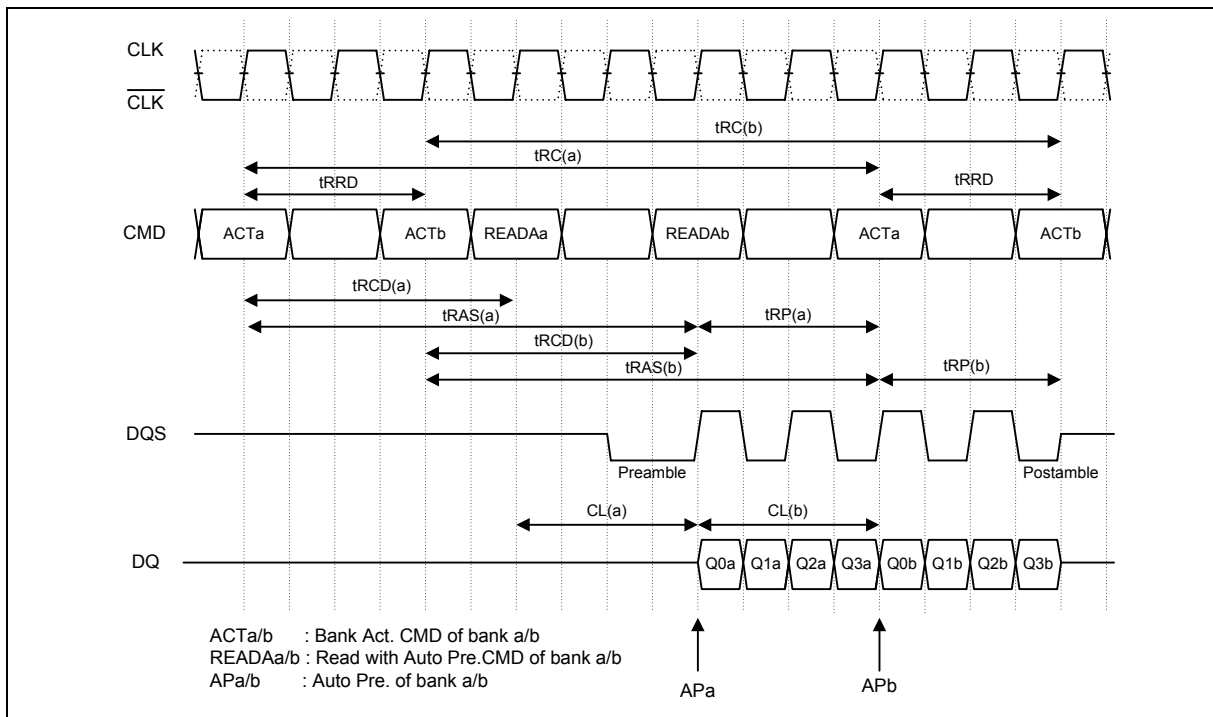 CLK
CLK
tRC(b)
tRC(a)
tRRD
tRRD
CMD
ACTa
ACTb
READAa
READAb
ACTa
ACTb
tRCD(a)
tRAS(a)
tRP(a)
tRCD(b)
tRAS(b)
tRP(b)
DQS
Preamble
Postamble
CL(a)
CL(b)
DQ
Q0a
Q1a
Q2a
Q3a
Q0b
Q1b
Q2b
Q3b
ACTa/b : Bank Act. CMD of bank a/b
READAa/b : Read with Auto Pre.CMD of bank a/b
APa/b : Auto Pre. of bank a/b
APa
APb